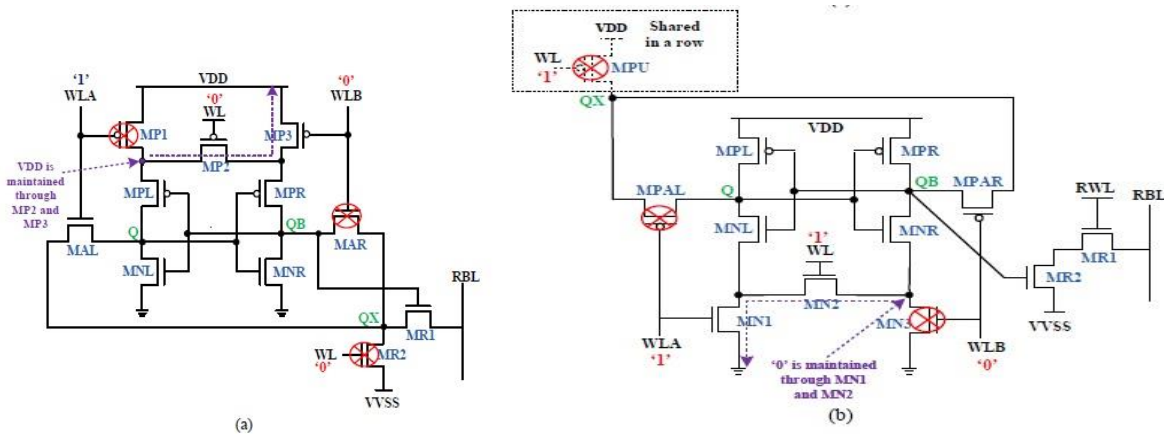 '1'
WLA
VDD
'0'
WLB
'0'
WL
MP1
MP3
MP2
VDD is
maintained
through
MP2 and
MP3
MPL
MPR
QB
MAL
Q
MAR
MNL
MNR
RBL
QX
MR1
WL
'0'
MR2
VVSS
(a)
Shared
in a row
VDD
WL
'1'
MPU
QX
VDD
MPL
MPR
MPAL
Q
QB
MPAR
RWL
RBL
MNL
MNR
'1'
WL
MR1
MR2
MN2
MN1
MN3
VVSS
WLA
'1'
WLB
'0'
'0' is maintained
through MN1
and MN2
(b)